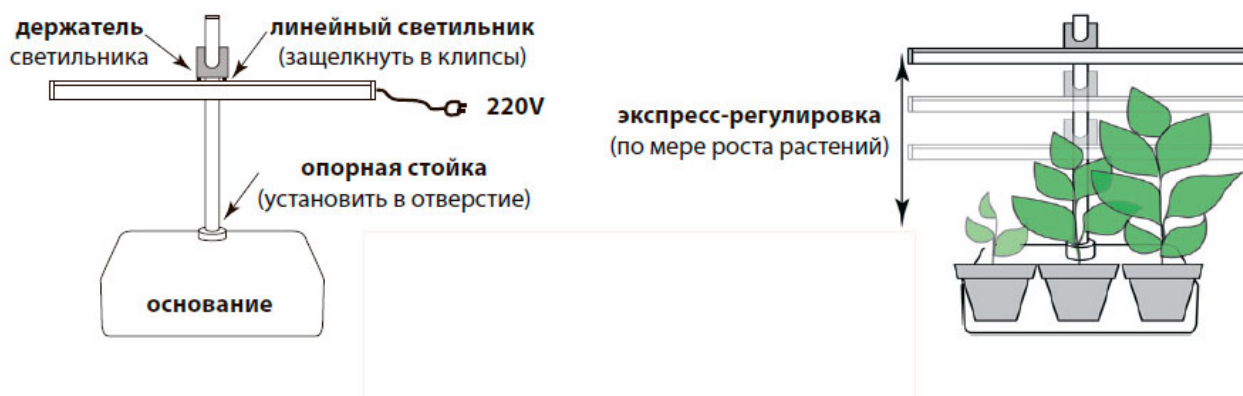 держатель
светильника
линейный светильник
(защелкнуть в клипсы)
220V
опорная стойка
(установить в отверстие)
основание
экспресс-регулировка
(по мере роста растений)